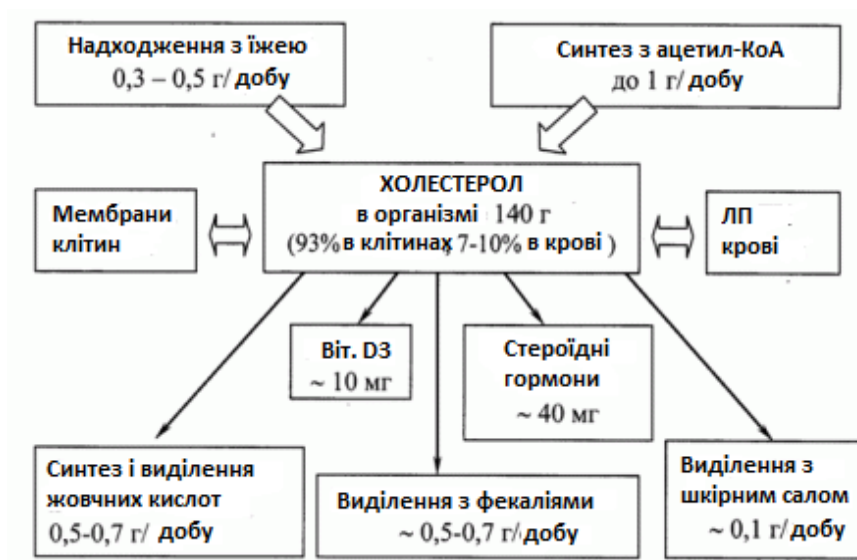 Надходження з їжею
0,3 – 0,5 г/ добу
Синтез з ацетил-КоА
до 1 г/ добу
ХОЛЕСТЕРОЛ
в організмі 140 г
(93% в клітинах, 7-10% в крові )
Мембрани
клітин
ЛП
крові
Віт. D3
~ 10 мг
Стероїдні
гормони
~ 40 мг
Синтез і виділення
жовчних кислот
0,5-0,7 г/ добу
Виділення з фекаліями
~ 0,5-0,7 г/добу
Виділення з
шкірним салом
~ 0,1 г/добу